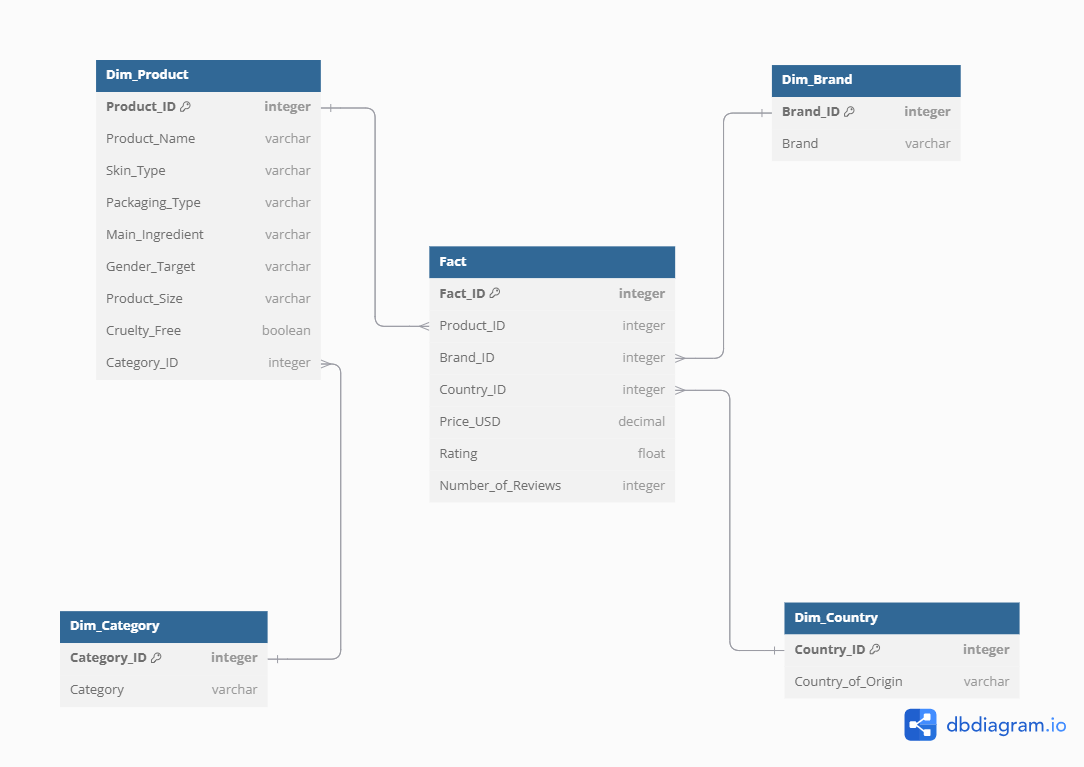 Dim_Product
Product_ID integer
Product_Name varchar
Skin_Type varchar
Packaging_Type varchar
Main_Ingredient varchar
Gender_Target varchar
Product_Size varchar
Cruelty_Free boolean
Category_ID integer
Dim_Brand
Brand_ID integer
Brand varchar
Fact
Fact_ID integer
Product_ID integer
Brand_ID integer
Country_ID integer
Price_USD decimal
Rating float
Number_of_Reviews integer
Dim_Category
Category_ID integer
Category varchar
Dim_Country
Country_ID integer
Country_of_Origin varchar
dbdiagram.io